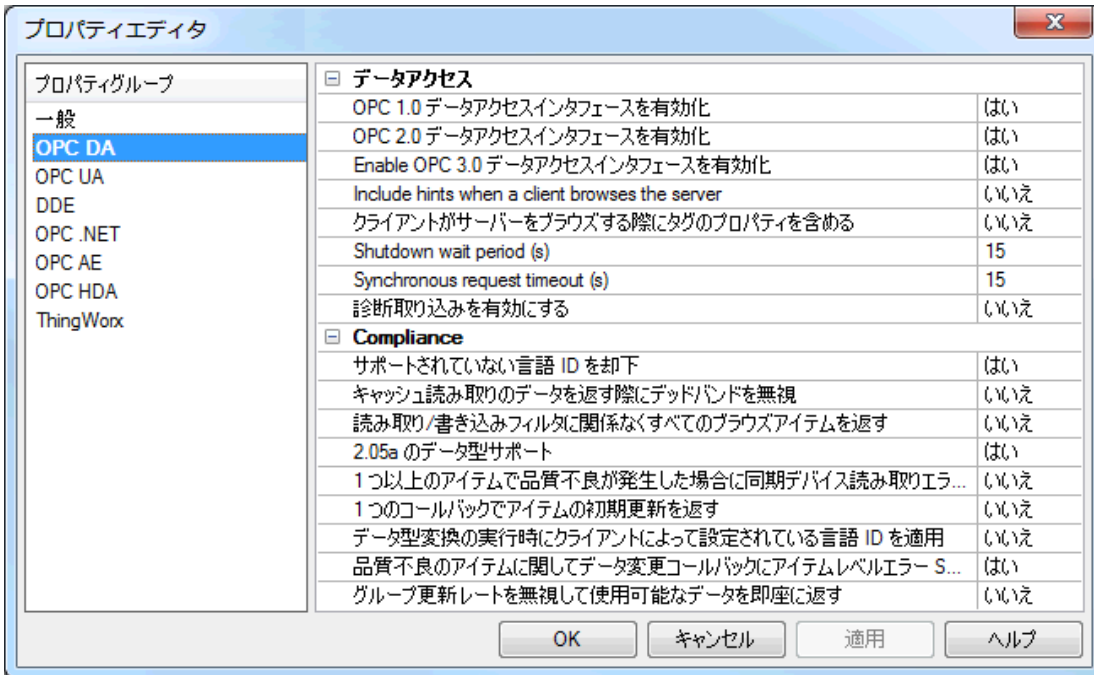 プロパティエディタ
プロパティグループ
一般
OPC DA
OPC UA
DDE
OPC .NET
OPC AE
OPC HDA
ThingWorx
データアクセス
OPC 1.0 データアクセスインタフェースを有効化 はい
OPC 2.0 データアクセスインタフェースを有効化 はい
Enable OPC 3.0 データアクセスインタフェースを有効化 はい
Include hints when a client browses the server いいえ
クライアントがサーバーをブラウズする際にタグのプロパティを含める いいえ
Shutdown wait period (s) 15
Synchronous request timeout (s) 15
診断取り込みを有効にする いいえ
Compliance
サポートされていない言語 ID を却下 はい
キャッシュ読み取りのデータを返す際にデッドバンドを無視 いいえ
読み取り/書き込みフィルタに関係なくすべてのブラウズアイテムを返す いいえ
2.05a のデータ型サポート はい
1 つ以上のアイテムで品質不良が発生した場合に同期デバイス読み取りエラ... いいえ
1 つのコールバックでアイテムの初期更新を返す いいえ
データ型変換の実行時にクライアントによって設定されている言語 ID を適用 いいえ
品質不良のアイテムに関してデータ変更コールバックにアイテムレベルエラー S... はい
グループ更新レートを無視して使用可能なデータを即座に返す いいえ
OK キャンセル 適用 ヘルプ